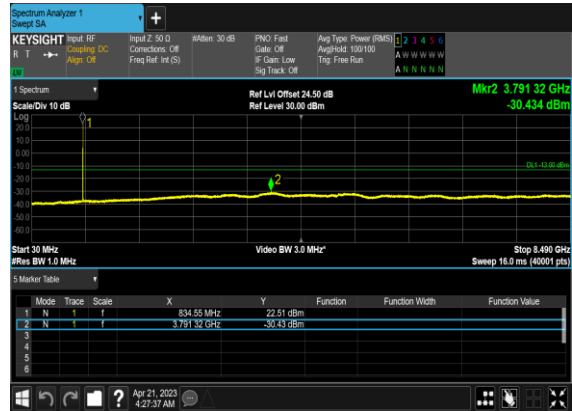 Spectrum Analyzer 1
Swept SA
+
KEYSIGHT Input: RF Input Z: 50 Ω #Atten: 30 dB PNO: Fast Avg Type: Power (RMS) 1 2 3 4 5 6
R T Coupling: DC Corrections: Off Gate: Off Avg|Hold: 100/100 A W W W W W
Align: Off Freq Ref: Int (S) IF Gain: Low Trig: Free Run
Sig Track: Off A N N N N N
1 Spectrum Ref Lvl Offset 24.50 dB Mkr2 3.791 32 GHz
Scale/Div 10 dB Ref Level 30.00 dBm -30.434 dBm
Log
20.0
10.0
0.00
-10.0
-20.0
-30.0
-40.0
-50.0
-60.0
1
2
DL1 -13.00 dBm
Start 30 MHz Video BW 3.0 MHz* Stop 8.490 GHz
#Res BW 1.0 MHz Sweep 16.0 ms (40001 pts)
5 Marker Table
Mode Trace Scale X Y Function Function Width Function Value
1 N 1 f 834.55 MHz 22.51 dBm
2 N 1 f 3.791 32 GHz -30.43 dBm
3
4
5
6
? Apr 21, 2023
4:27:37 AM